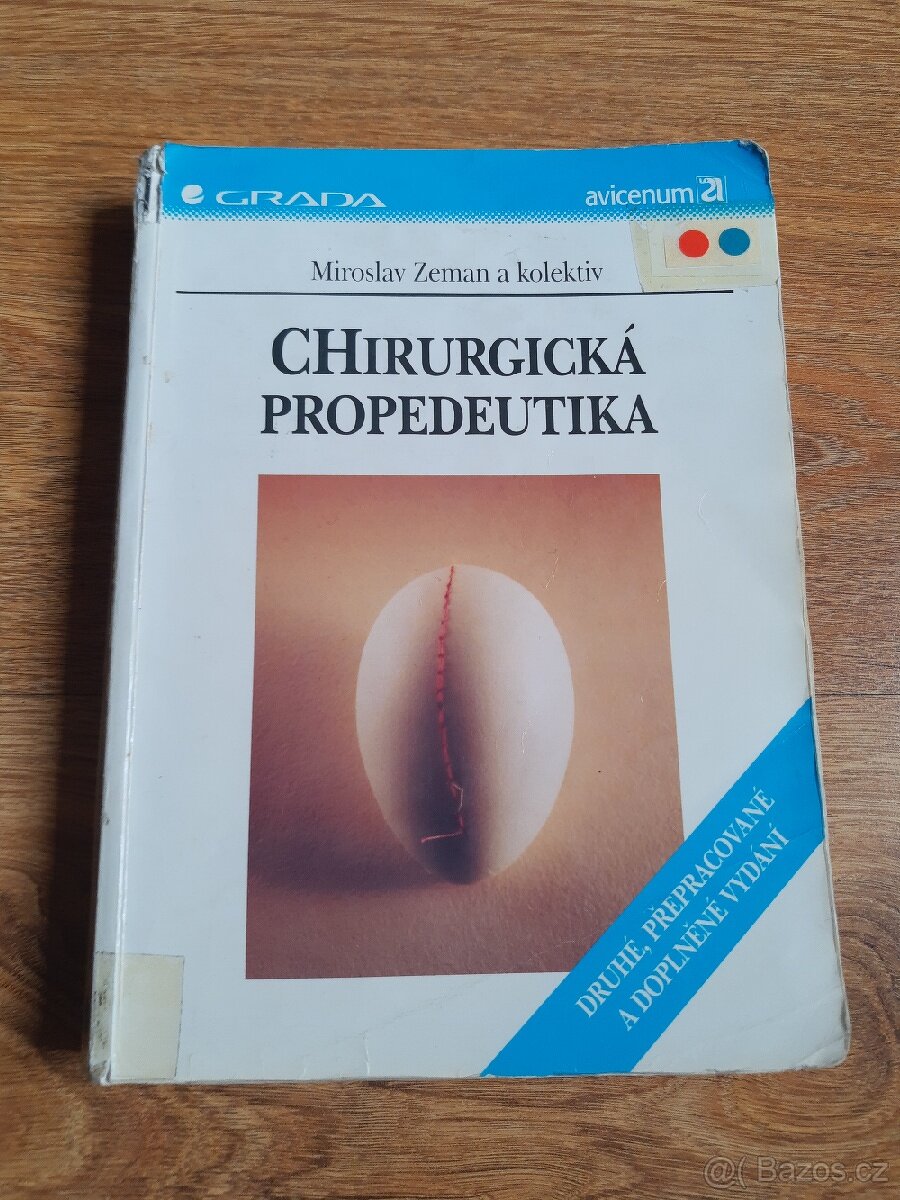 GRADA
avicenum a
Miroslav Zeman a kolektiv
CHIRURGICKÁ
PROPEDEUTIKA
DRUHÉ, PŘEPRACOVANÉ
A DOPLNĚNÉ VYDÁNÍ
@( Bazos.cz